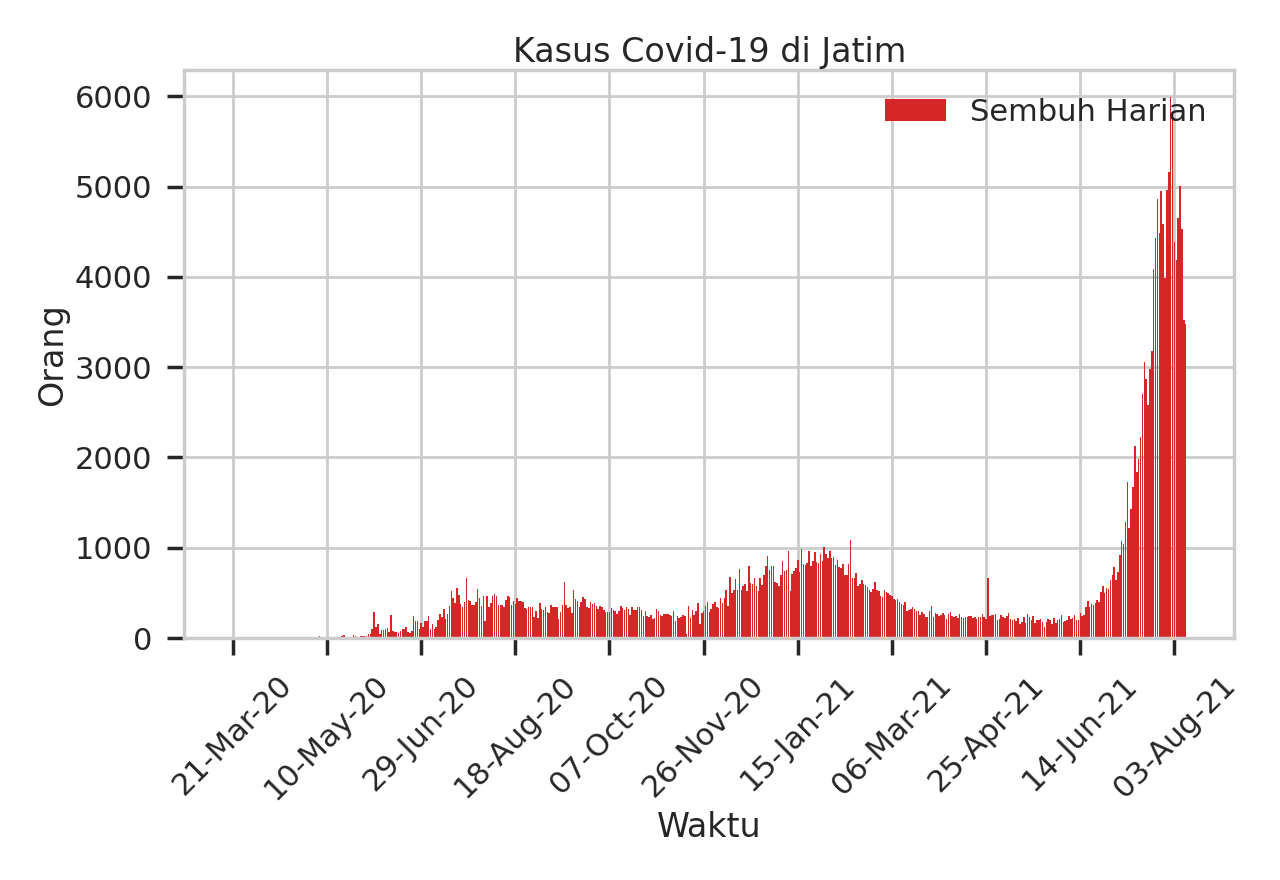 Kasus Covid-19 di Jatim
Sembuh Harian
Orang
6000
5000
4000
3000
2000
1000
0
21-Mar-20
10-May-20
29-Jun-20
18-Aug-20
07-Oct-20
26-Nov-20
15-Jan-21
06-Mar-21
25-Apr-21
14-Jun-21
03-Aug-21
Waktu